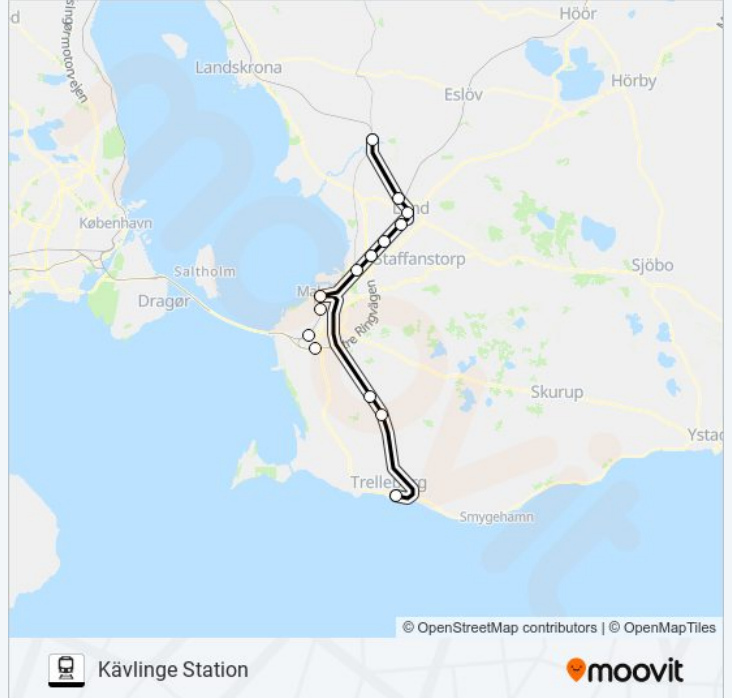 singørmotorvejen
Höör
Landskrona
Hörby
Eslöv
København
Saltholm
Staffanstorp
Sjöbo
Dragør
Skurup
Ystad
Trelleborg
Smygehamn
© OpenStreetMap contributors | © OpenMapTiles
Kävlinge Station
moovit